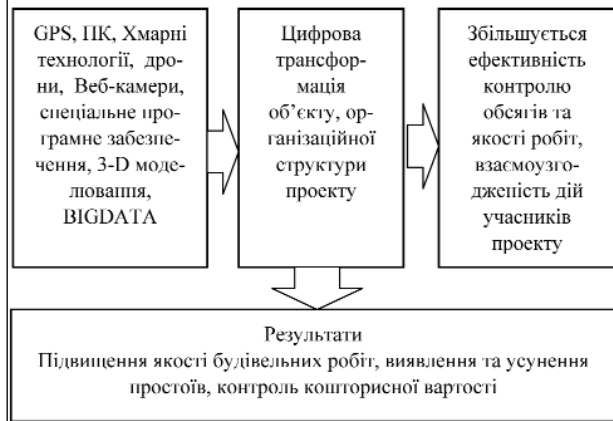 GPS, ПК, Хмарні
технології, дро-
ни, Веб-камери,
спеціальне про-
грамне забезпе-
чення, 3-D моде-
лювання,
BIGDATA
Цифрова
трансфор-
мація
об’єкту, ор-
ганізаційної
структури
проекту
Збільшується
ефективність
контролю
обсягів та
якості робіт,
взаємоузго-
дженість дій
учасників
проекту
Результати
Підвищення якості будівельних робіт, виявлення та усунення
простоїв, контроль кошторисної вартості